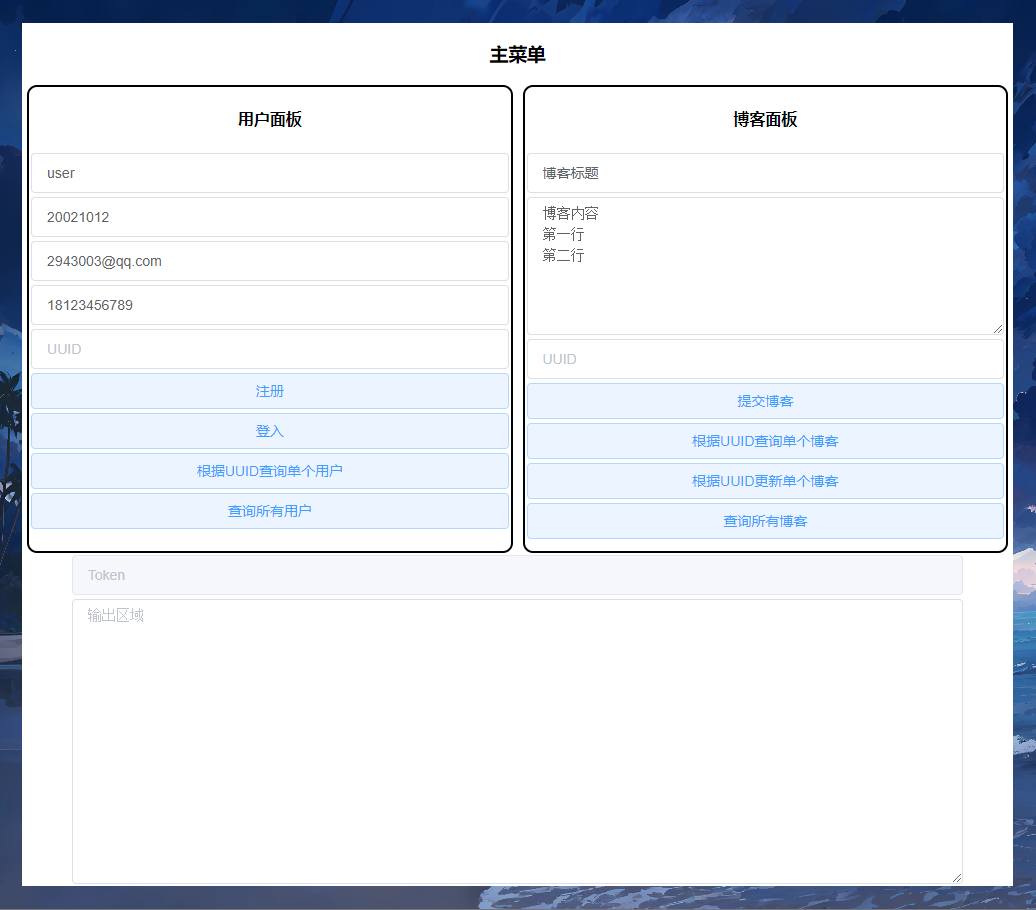 主菜单
用户面板
user
20021012
2943003@qq.com
18123456789
UUID
注册
登入
根据UUID查询单个用户
查询所有用户
博客面板
博客标题
博客内容
第一行
第二行
UUID
提交博客
根据UUID查询单个博客
根据UUID更新单个博客
查询所有博客
Token
输出区域